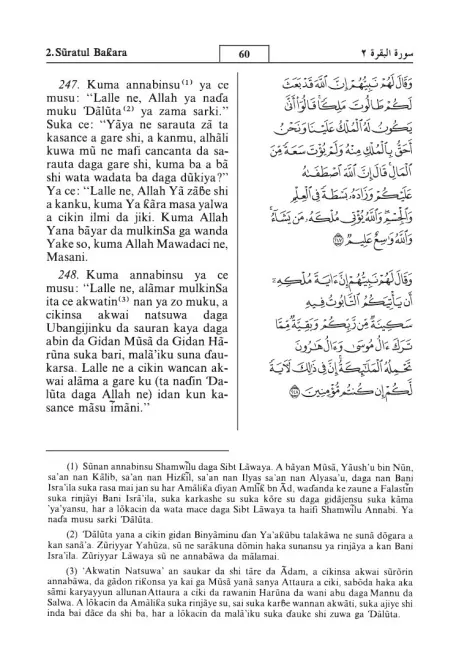 2. Sūratul Baƙara
60
سورة البقرة ٢
247. Kuma annabinsu(1) ya ce
musu: “Lalle ne, Allah ya naɗa
muku Ɗālūta(2) ya zama sarki.”
Suka ce: “Yāya ne sarauta zā ta
kasance a gare shi, a kanmu, alhāli
kuwa mū ne mafi cancanta da sa-
rauta daga gare shi, kuma ba a bā
shi wata wadata ba daga dūkiya?”
Ya ce: “Lalle ne, Allah Yā zāɓe shi
a kanku, kuma Ya ƙāra masa yalwa
a cikin ilmi da jiki. Kuma Allah
Yana bāyar da mulkinSa ga wanda
Yake so, kuma Allah Mawadaci ne,
Masani.
248. Kuma annabinsu ya ce
musu: “Lalle ne, alāmar mulkinSa
ita ce akwatin(3) nan ya zo muku, a
cikinsa akwai natsuwa daga
Ubangijinku da sauran kaya daga
abin da Gidan Mūsā da Gidan Hā-
rūna suka bari, malā’iku suna ɗau-
karsa. Lalle ne a cikin wancan ak-
wai alāma a gare ku (ta naɗin Ɗa-
lūta daga Allah ne) idan kun ka-
sance māsu īmāni.”
وَقَالَ لَهُمْ نَبِيُّهُمْ إِنَّ ٱللَّهَ قَدْ بَعَثَ
لَكُمْ طَالُوتَ مَلِكًا قَالُوٓا۟ أَنَّىٰ
يَكُونُ لَهُ ٱلْمُلْكُ عَلَيْنَا وَنَحْنُ
أَحَقُّ بِٱلْمُلْكِ مِنْهُ وَلَمْ يُؤْتَ سَعَةً مِّنَ
ٱلْمَالِ قَالَ إِنَّ ٱللَّهَ ٱصْطَفَىٰهُ
عَلَيْكُمْ وَزَادَهُۥ بَسْطَةً فِى ٱلْعِلْمِ
وَٱلْجِسْمِ وَٱللَّهُ يُؤْتِى مُلْكَهُۥ مَن يَشَآءُ
وَٱللَّهُ وَٰسِعٌ عَلِيمٌ ٢٤٧
وَقَالَ لَهُمْ نَبِيُّهُمْ إِنَّ ءَايَةَ مُلْكِهِۦٓ
أَن يَأْتِيَكُمُ ٱلتَّابُوتُ فِيهِ
سَكِينَةٌ مِّن رَّبِّكُمْ وَبَقِيَّةٌ مِّمَّا
تَرَكَ ءَالُ مُوسَىٰ وَءَالُ هَٰرُونَ
تَحْمِلُهُ ٱلْمَلَٰٓئِكَةُ إِنَّ فِى ذَٰلِكَ لَءَايَةً
لَّكُمْ إِن كُنتُم مُّؤْمِنِينَ ٢٤٨
(1) Sūnan annabinsu Shamwīlu daga Sibt Lāwaya. A bāyan Mūsā, Yāush’u bin Nūn,
sa’an nan Kālib, sa’an nan Hizƙīl, sa’an nan Ilyas sa’an nan Alyasa’u, daga nan Bani
Isra’ila suka rasa mai jan su har Amāliƙa ɗiyan Amlīƙ bn Ād, waɗanda ke zaune a Falastīn
suka rinjāyi Bani Isrā’ila, suka karkashe su suka kōre su daga gidājensu suka kāma
’ya’yansu, har a lōkacin da wata mace daga Sibt Lāwaya ta haifi Shamwīlu Annabi. Ya
naɗa musu sarki Ɗālūta.
(2) Ɗālūta yana a cikin gidan Binyāminu ɗan Ya’aƙūbu talakāwa ne sunā dōgara a
kan sanā’a. Zūriyyar Yahūza, sū ne sarākuna dōmin haka sunansu ya rinjāya a kan Bani
Isra’ila. Zūriyyar Lāwaya sū ne annabāwa da mālamai.
(3) ‘Akwatin Natsuwa’ an saukar da shi tāre da Ādam, a cikinsa akwai sūrōrin
annabāwa, da gādon riƙonsa ya kai ga Mūsā yanā sanya Attaura a ciki, sabōda haka aka
sāmi karyayyun allunan Attaura a ciki da rawanin Harūna da wani abu daga Mannu da
Salwa. A lōkacin da Amāliƙa suka rinjāye su, sai suka karɓe wannan akwāti, suka ajiye shi
inda bai dāce da shi ba, har a lōkacin da malā’iku suka ɗauke shi zuwa ga Ɗālūta.